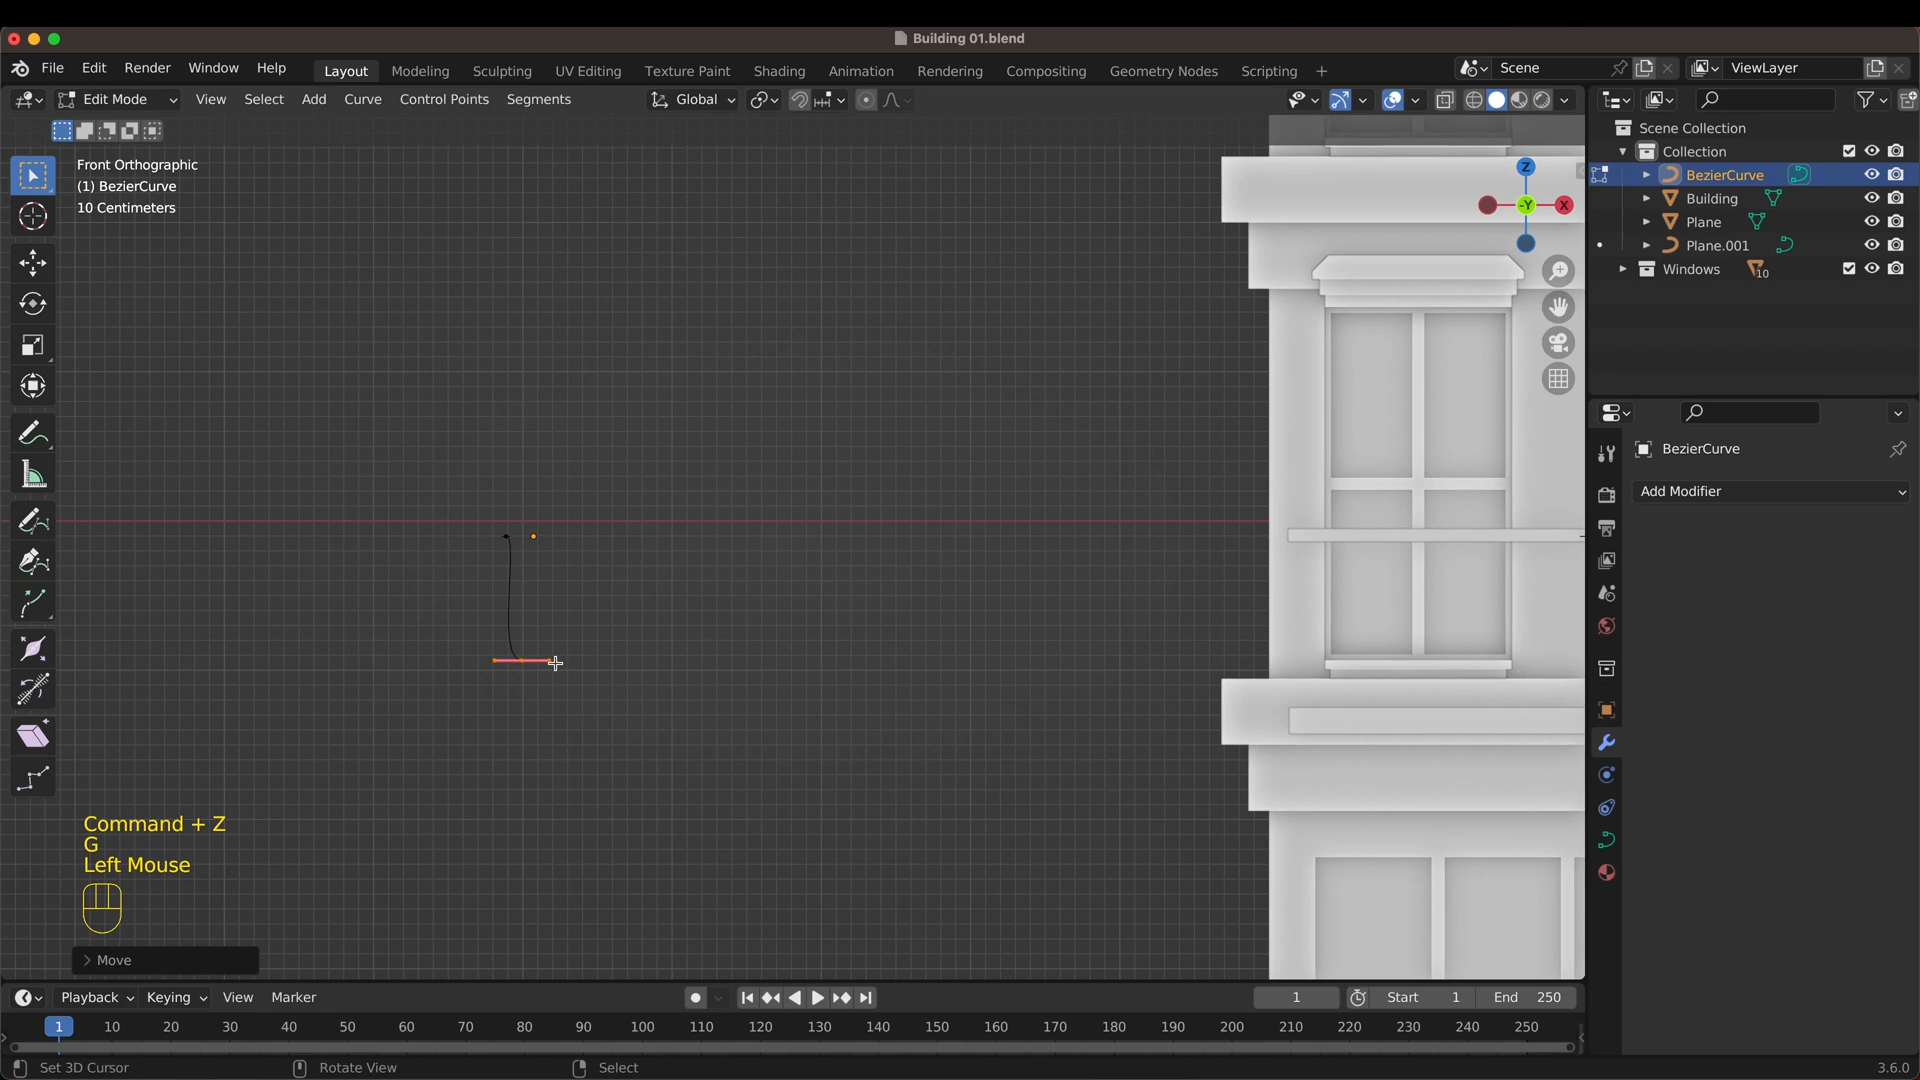 Building 01.blend
File Edit Render Window Help Layout Modeling Sculpting UV Editing Texture Paint Shading Animation Rendering Compositing Geometry Nodes Scripting + Scene ViewLayer
Edit Mode View Select Add Curve Control Points Segments Global
Front Orthographic
(1) BezierCurve
10 Centimeters
Z
-Y
X
Scene Collection
Collection
BezierCurve
Building
Plane
Plane.001
Windows 10
BezierCurve
Add Modifier
Command + Z
G
Left Mouse
> Move
Playback Keying View Marker 1 Start 1 End 250
1 10 20 30 40 50 60 70 80 90 100 110 120 130 140 150 160 170 180 190 200 210 220 230 240 250
Set 3D Cursor Rotate View Select 3.6.0